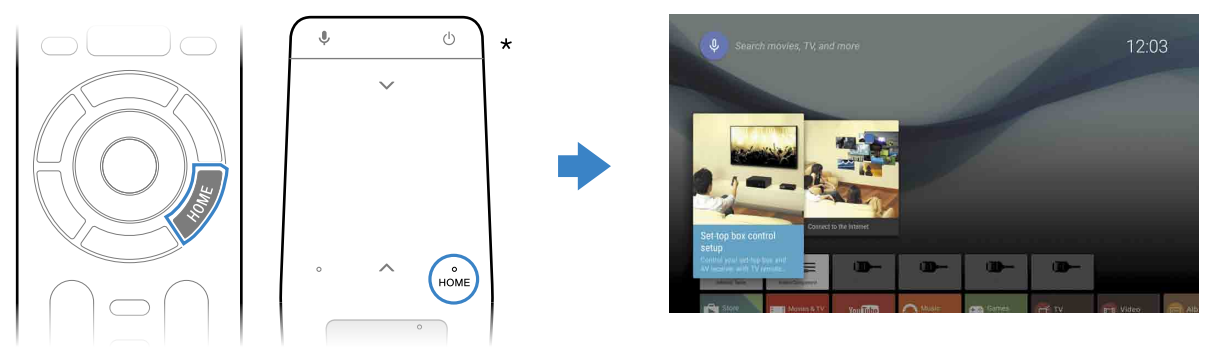 HOME
HOME
*
Search movies, TV, and more
12:03
Set-top box control
setup
Control your set-top box and
AV receiver with TV remote...
Connect to the Internet
Store
Movies & TV
YouTube
Music
Games
TV
Video
Alb